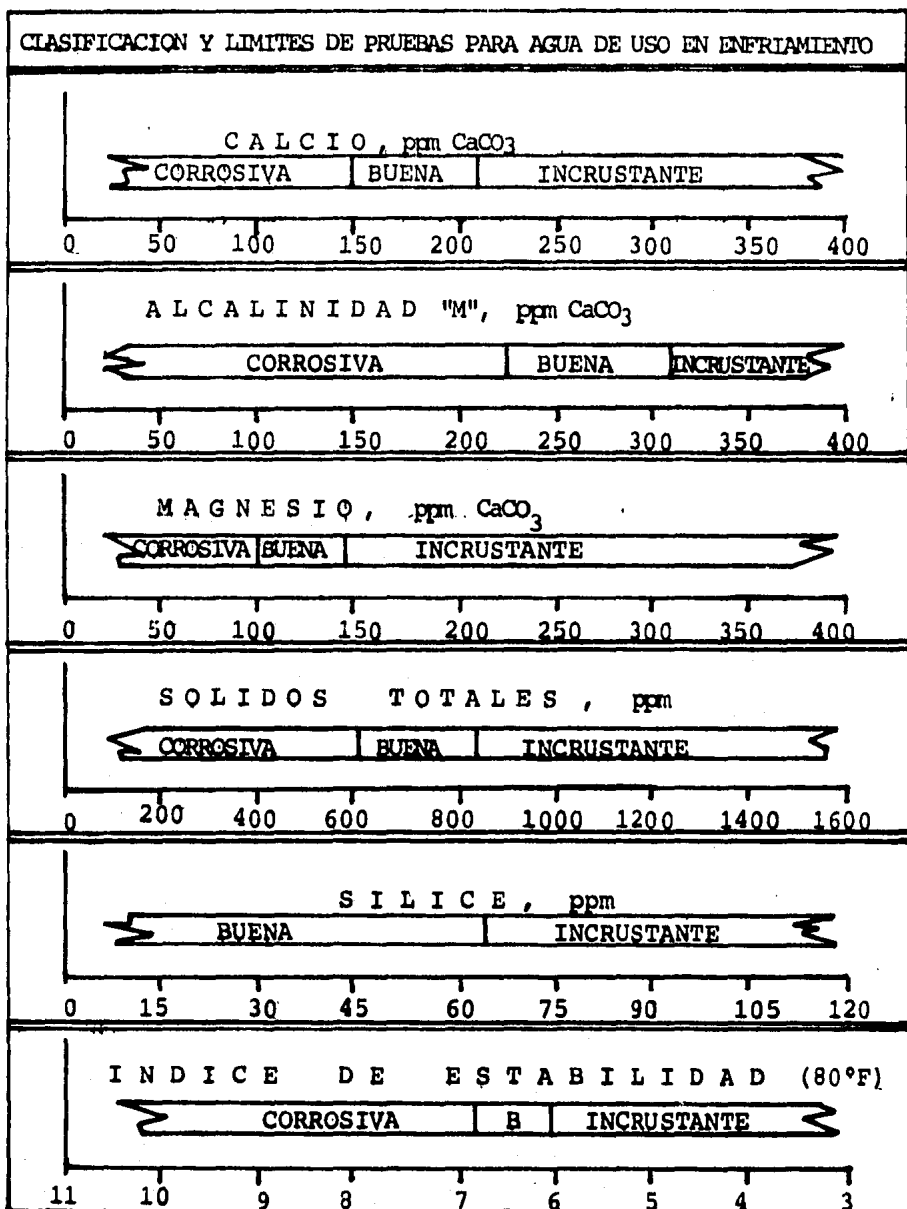 CLASIFICACION Y LIMITES DE PRUEBAS PARA AGUA DE USO EN ENFRIAMIENTO
CALCIO, ppm CaCO3
CORROSIVA BUENA INCRUSTANTE
0 50 100 150 200 250 300 350 400
ALCALINIDAD "M", ppm CaCO3
CORROSIVA BUENA INCRUSTANTE
0 50 100 150 200 250 300 350 400
MAGNESIO, ppm CaCO3
CORROSIVA BUENA INCRUSTANTE
0 50 100 150 200 250 300 350 400
SOLIDOS TOTALES, ppm
CORROSIVA BUENA INCRUSTANTE
0 200 400 600 800 1000 1200 1400 1600
SILICE, ppm
BUENA INCRUSTANTE
0 15 30 45 60 75 90 105 120
INDICE DE ESTABILIDAD (80°F)
CORROSIVA B INCRUSTANTE
11 10 9 8 7 6 5 4 3